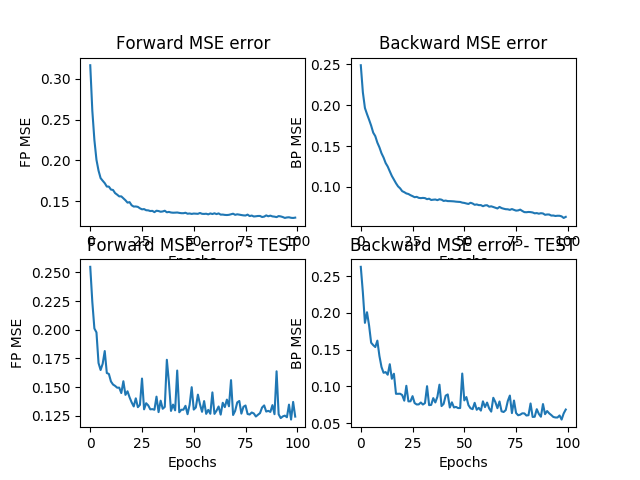 Forward MSE error
Backward MSE error
FP MSE
0.30
0.25
0.20
0.15
0 25 50 75 100
Epochs
BP MSE
0.25
0.20
0.15
0.10
0 25 50 75 100
Epochs
Forward MSE error - TEST
Backward MSE error - TEST
FP MSE
0.250
0.225
0.200
0.175
0.150
0.125
0 25 50 75 100
Epochs
BP MSE
0.25
0.20
0.15
0.10
0.05
0 25 50 75 100
Epochs